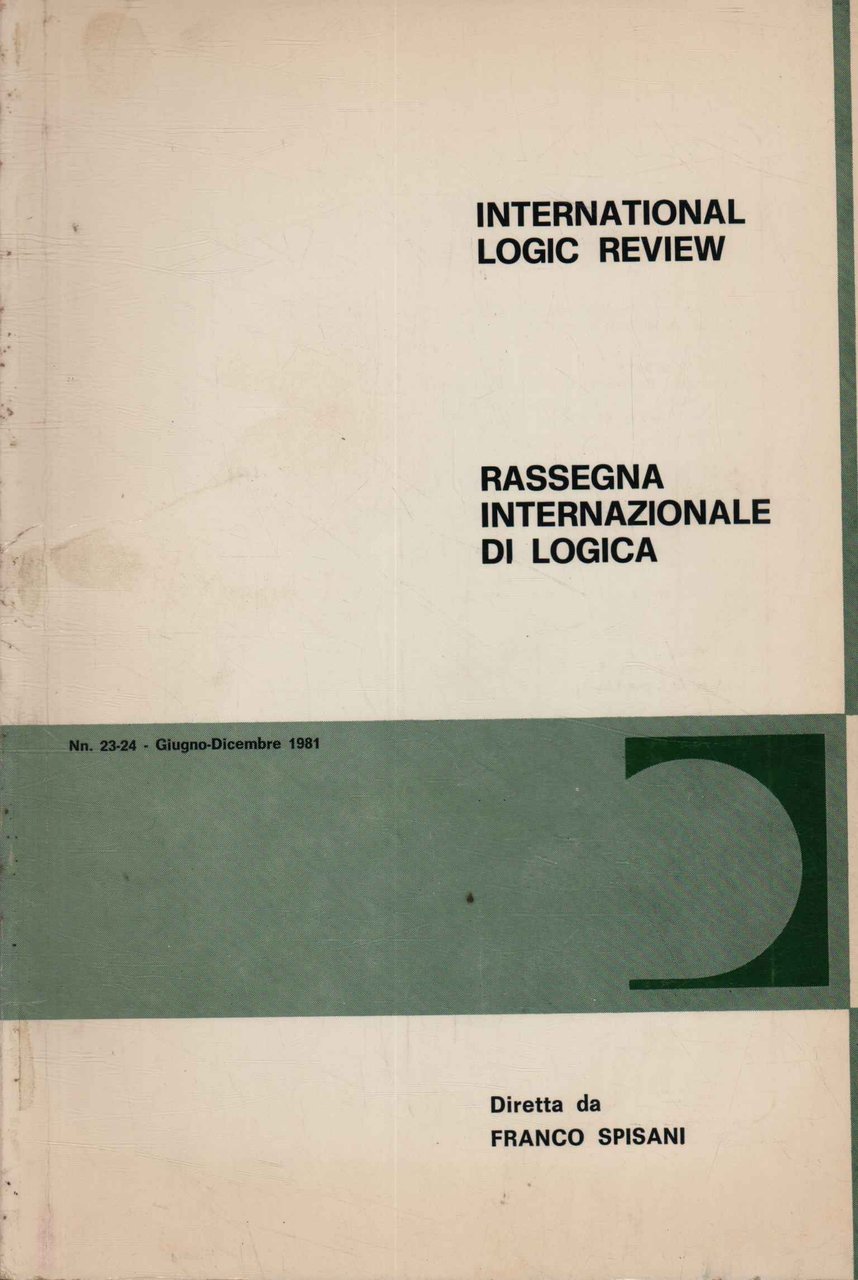 INTERNATIONAL
LOGIC REVIEW
RASSEGNA
INTERNAZIONALE
DI LOGICA
Nn. 23-24 - Giugno-Dicembre 1981
Diretta da
FRANCO SPISANI